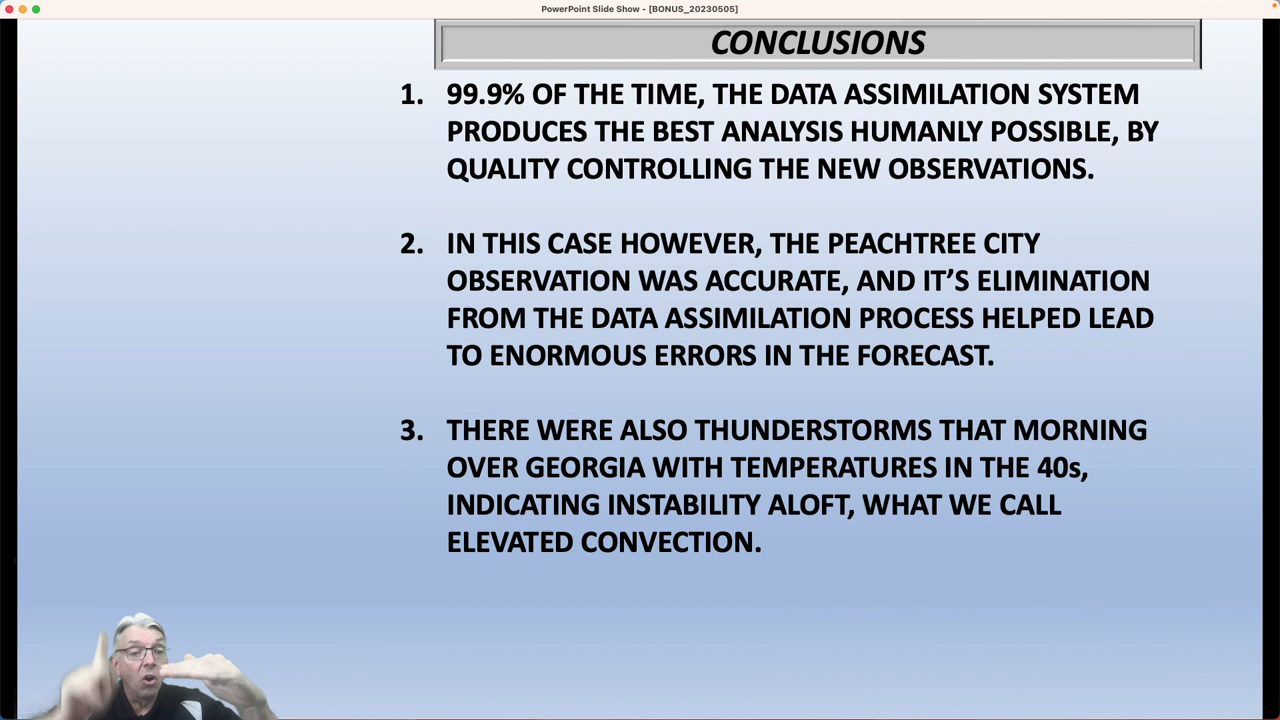 PowerPoint Slide Show - [BONUS_20230505]
CONCLUSIONS
1. 99.9% OF THE TIME, THE DATA ASSIMILATION SYSTEM
PRODUCES THE BEST ANALYSIS HUMANLY POSSIBLE, BY
QUALITY CONTROLLING THE NEW OBSERVATIONS.
2. IN THIS CASE HOWEVER, THE PEACHTREE CITY
OBSERVATION WAS ACCURATE, AND IT’S ELIMINATION
FROM THE DATA ASSIMILATION PROCESS HELPED LEAD
TO ENORMOUS ERRORS IN THE FORECAST.
3. THERE WERE ALSO THUNDERSTORMS THAT MORNING
OVER GEORGIA WITH TEMPERATURES IN THE 40s,
INDICATING INSTABILITY ALOFT, WHAT WE CALL
ELEVATED CONVECTION.